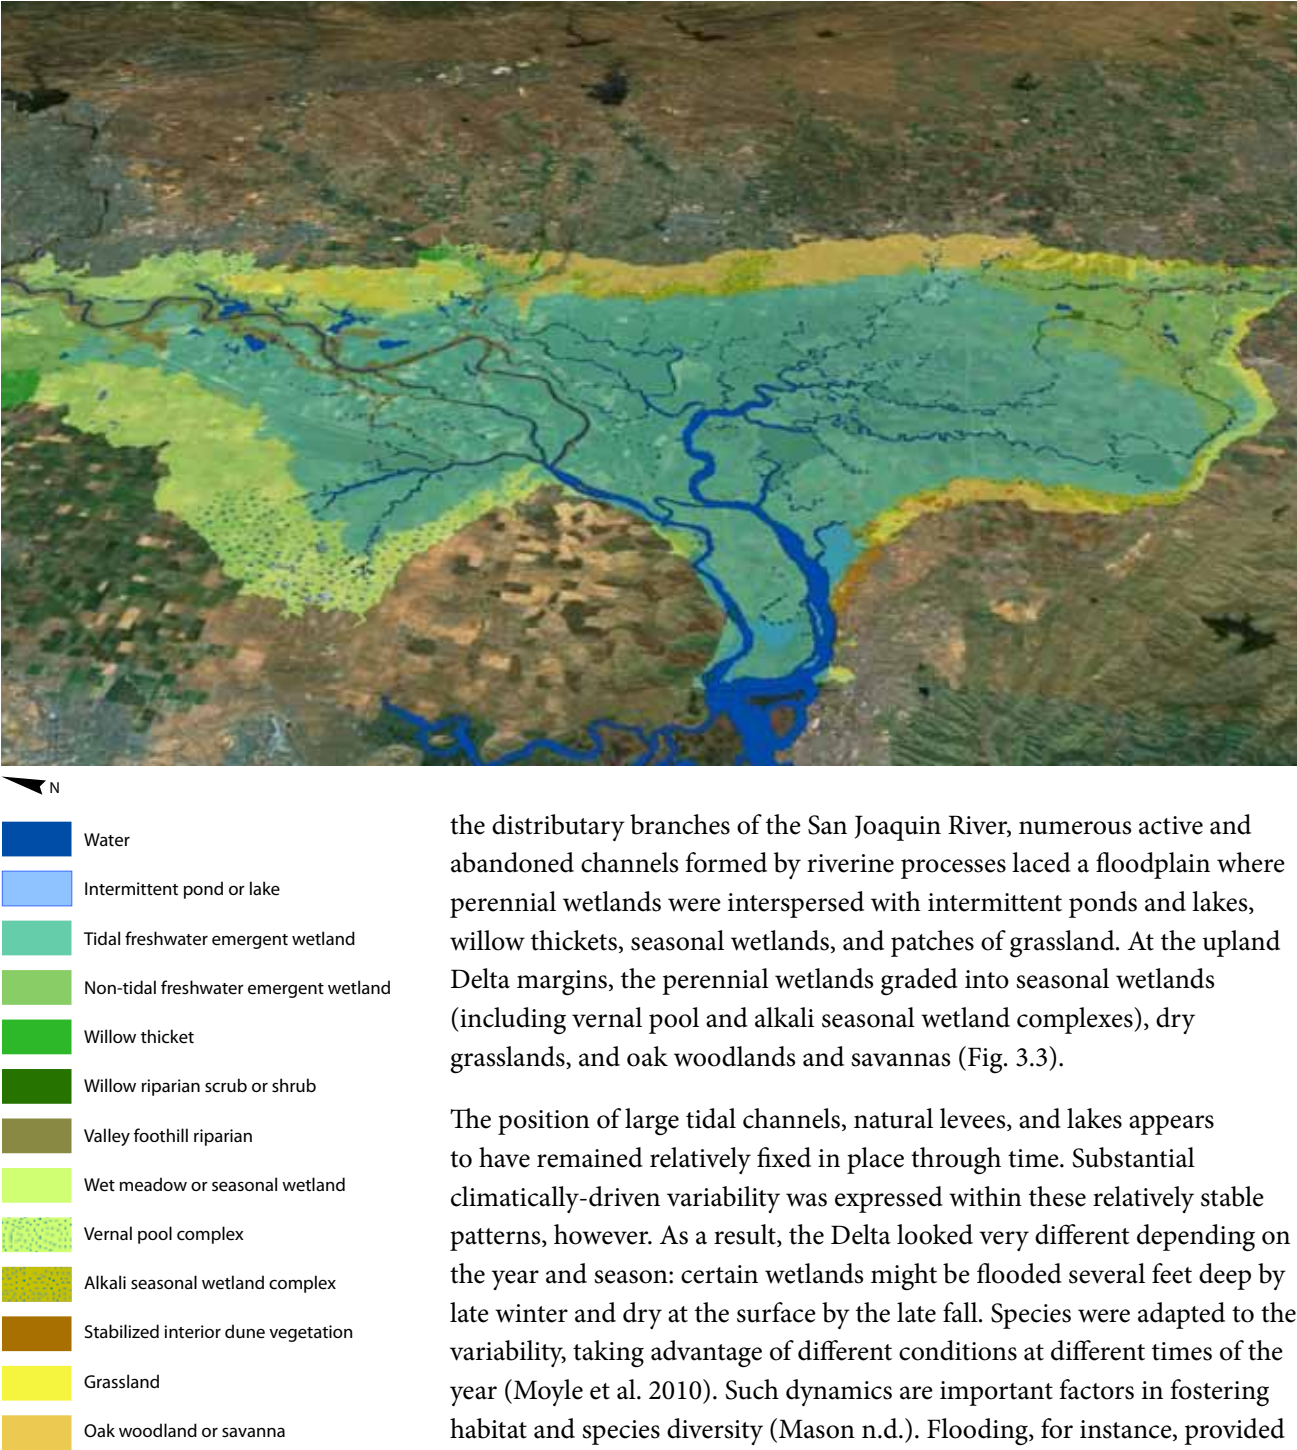 N
Water
Intermittent pond or lake
Tidal freshwater emergent wetland
Non-tidal freshwater emergent wetland
Willow thicket
Willow riparian scrub or shrub
Valley foothill riparian
Wet meadow or seasonal wetland
Vernal pool complex
Alkali seasonal wetland complex
Stabilized interior dune vegetation
Grassland
Oak woodland or savanna
the distributary branches of the San Joaquin River, numerous active and
abandoned channels formed by riverine processes laced a floodplain where
perennial wetlands were interspersed with intermittent ponds and lakes,
willow thickets, seasonal wetlands, and patches of grassland. At the upland
Delta margins, the perennial wetlands graded into seasonal wetlands
(including vernal pool and alkali seasonal wetland complexes), dry
grasslands, and oak woodlands and savannas (Fig. 3.3).
The position of large tidal channels, natural levees, and lakes appears
to have remained relatively fixed in place through time. Substantial
climatically-driven variability was expressed within these relatively stable
patterns, however. As a result, the Delta looked very different depending on
the year and season: certain wetlands might be flooded several feet deep by
late winter and dry at the surface by the late fall. Species were adapted to the
variability, taking advantage of different conditions at different times of the
year (Moyle et al. 2010). Such dynamics are important factors in fostering
habitat and species diversity (Mason n.d.). Flooding, for instance, provided